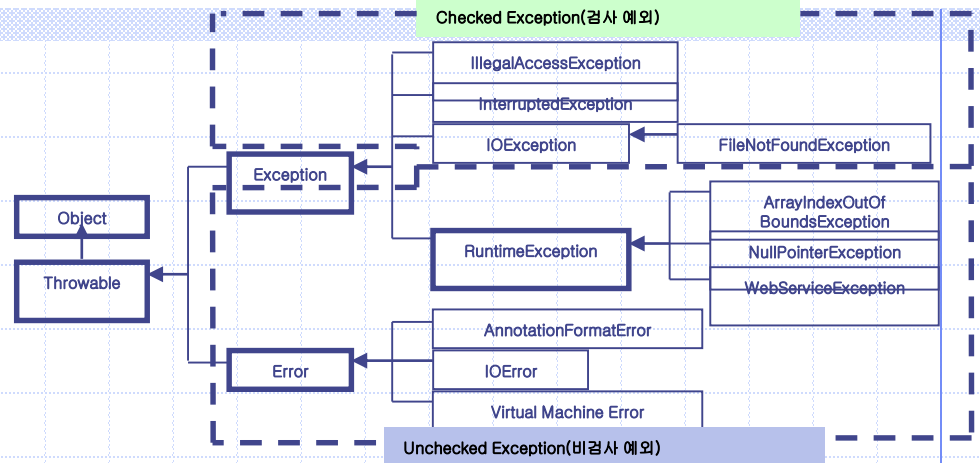 Checked Exception(검사 예외)
IllegalAccessException
InterruptedException
IOException
FileNotFoundException
Exception
ArrayIndexOutOf
BoundsException
Object
RuntimeException
NullPointerException
Throwable
WebServiceException
AnnotationFormatError
Error
IOError
Virtual Machine Error
Unchecked Exception(비검사 예외)